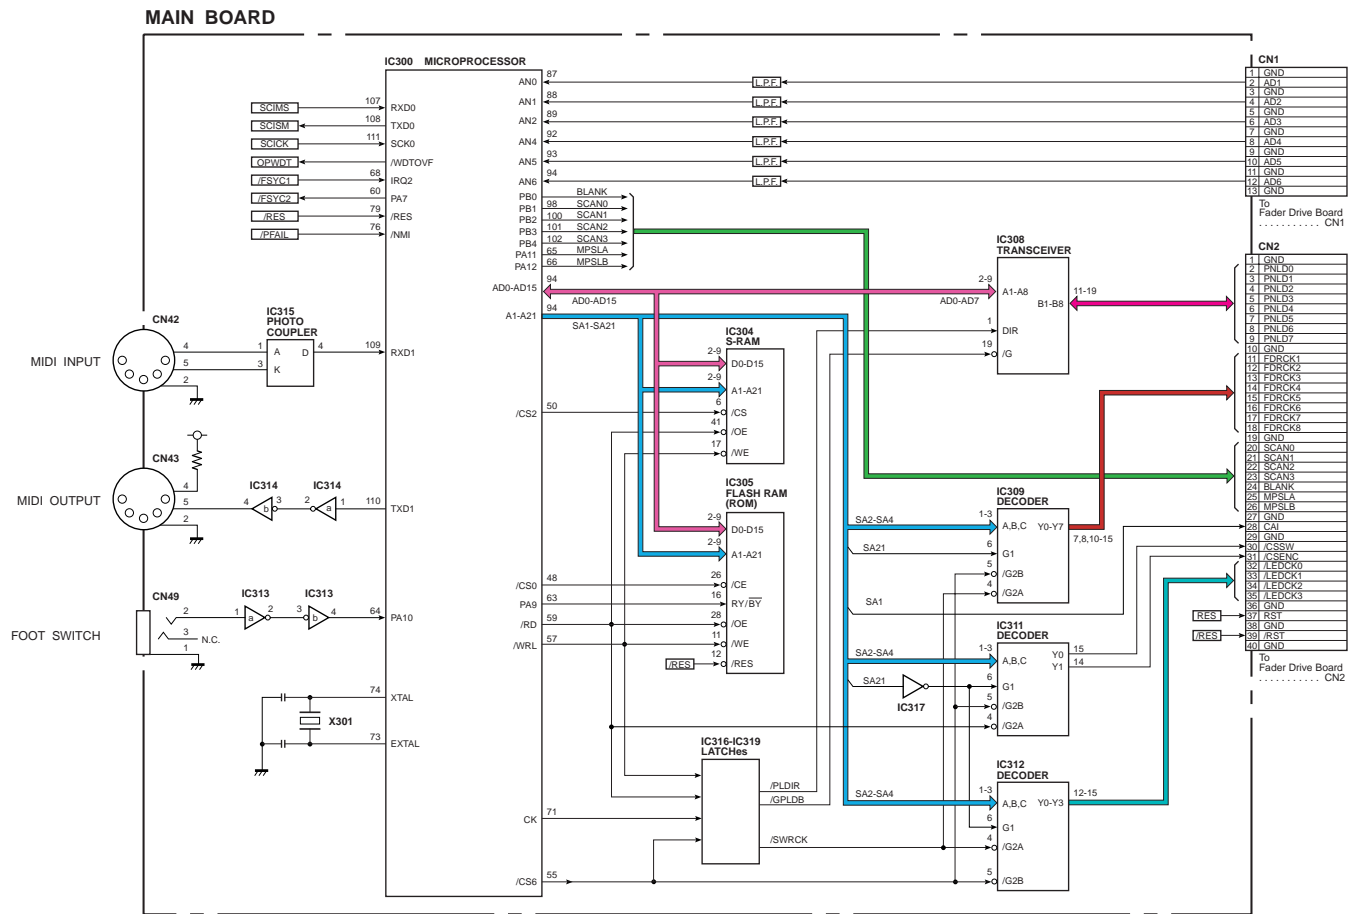 MAIN BOARD
IC300 MICROPROCESSOR
SCIMS 107 RXD0
SCISM 108 TXD0
SCICK 111 SCK0
OPWDT /WDTOVF
/FSYC1 68 IRQ2
/FSYC2 60 PA7
/RES 79 /RES
/PFAIL 76 /NMI
AN0 87 L.P.F.
AN1 88 L.P.F.
AN2 89 L.P.F.
AN4 92 L.P.F.
AN5 93 L.P.F.
AN6 94 L.P.F.
PB0 BLANK
PB1 98 SCAN0
PB2 100 SCAN1
PB3 101 SCAN2
PB4 102 SCAN3
PA11 65 MPSLA
PA12 66 MPSLB
AD0-AD15 94 AD0-AD15 AD0-AD7
A1-A21 94 SA1-SA21
CN1
1 GND
2 AD1
3 GND
4 AD2
5 GND
6 AD3
7 GND
8 AD4
9 GND
10 AD5
11 GND
12 AD6
13 GND
To
Fader Drive Board
. . . . . . . . . . . CN1
IC308
TRANSCEIVER
2-9 A1-A8
B1-B8 11-19
1 DIR
19 /G
CN2
1 GND
2 PNLD0
3 PNLD1
4 PNLD2
5 PNLD3
6 PNLD4
7 PNLD5
8 PNLD6
9 PNLD7
10 GND
11 FDRCK1
12 FDRCK2
13 FDRCK3
14 FDRCK4
15 FDRCK5
16 FDRCK6
17 FDRCK7
18 FDRCK8
19 GND
20 SCAN0
21 SCAN1
22 SCAN2
23 SCAN3
24 BLANK
25 MPSLA
26 MPSLB
27 GND
28 CAI
29 GND
30 /CSSW
31 /CSENC
32 /LEDCK0
33 /LEDCK1
34 /LEDCK2
35 /LEDCK3
36 GND
RES 37 RST
38 GND
/RES 39 /RST
40 GND
To
Fader Drive Board
. . . . . . . . . . . CN2
MIDI INPUT
CN42
4
5
2
IC315
PHOTO
COUPLER
1 A D 4
3 K
109 RXD1
MIDI OUTPUT
CN43
4
5
2
IC314 IC314
4 b 3 2 a 1
110 TXD1
FOOT SWITCH
CN49
2
3 N.C.
1
IC313 IC313
1 a 2 3 b 4
64 PA10
74 XTAL
X301
73 EXTAL
/CS2 50
/CS0 48
PA9 63
/RD 59
/WRL 57
CK 71
/CS6 55
IC304
S-RAM
2-9 D0-D15
2-9 A1-A21
6 /CS
41 /OE
17 /WE
IC305
FLASH RAM
(ROM)
2-9 D0-D15
2-9 A1-A21
26 /CE
16 RY/BY
28 /OE
11 /WE
/RES 12 /RES
IC309
DECODER
SA2-SA4 1-3 A,B,C Y0-Y7
7,8,10-15
SA21 6 G1
5 /G2B
4 /G2A
SA1
IC311
DECODER
SA2-SA4 1-3 A,B,C Y0 15
Y1 14
SA21 IC317 6 G1
5 /G2B
4 /G2A
IC316-IC319
LATCHes
/PLDIR
/GPLDB
/SWRCK
IC312
DECODER
SA2-SA4 1-3 A,B,C Y0-Y3 12-15
6 G1
4 /G2A
5 /G2B